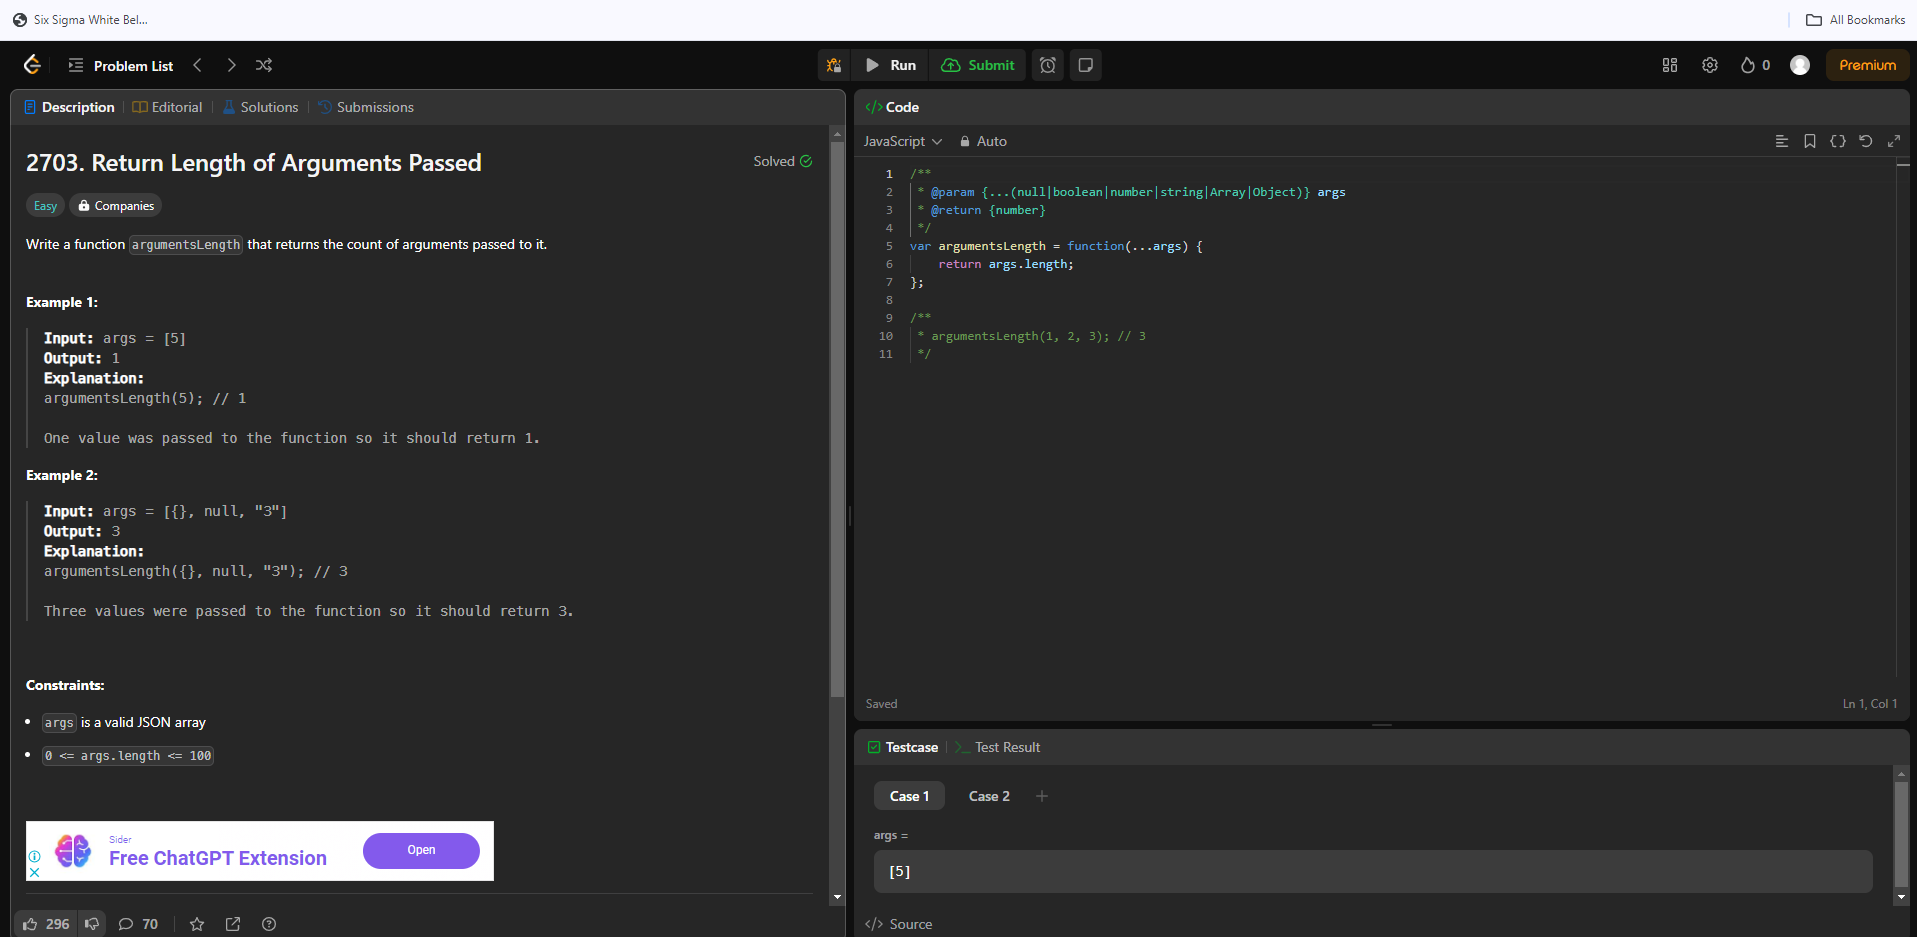 Six Sigma White Bel...
All Bookmarks
Problem List
Run
Submit
0
Premium
Description
Editorial
Solutions
Submissions
2703. Return Length of Arguments Passed
Solved
Easy
Companies
Write a function argumentsLength that returns the count of arguments passed to it.
Example 1:
Input: args = [5]
Output: 1
Explanation:
argumentsLength(5); // 1
One value was passed to the function so it should return 1.
Example 2:
Input: args = [{}, null, "3"]
Output: 3
Explanation:
argumentsLength({}, null, "3"); // 3
Three values were passed to the function so it should return 3.
Constraints:
• args is a valid JSON array
• 0 <= args.length <= 100
Sider
Free ChatGPT Extension
Open
296
70
</> Code
JavaScript
Auto
1 /**
2  * @param {...(null|boolean|number|string|Array|Object)} args
3  * @return {number}
4  */
5 var argumentsLength = function(...args) {
6     return args.length;
7 };
8
9 /**
10  * argumentsLength(1, 2, 3); // 3
11  */
Saved
Ln 1, Col 1
Testcase
>_ Test Result
Case 1
Case 2
+
args =
[5]
</> Source